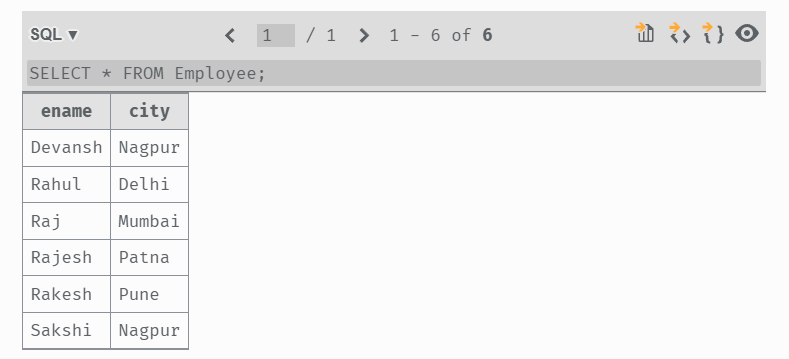 SQL ▼ 1 / 1 1 - 6 of 6
SELECT * FROM Employee;
ename city
Devansh Nagpur
Rahul Delhi
Raj Mumbai
Rajesh Patna
Rakesh Pune
Sakshi Nagpur